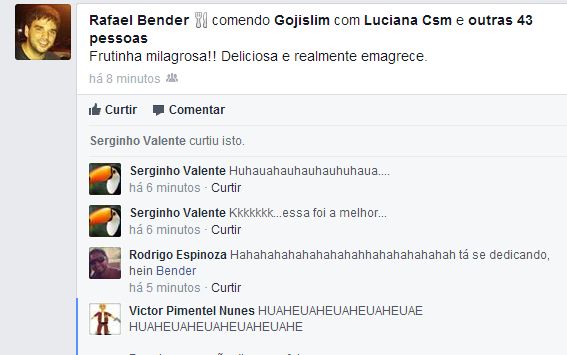 Rafael Bender comendo Gojislim com Luciana Csm e outras 43
pessoas
Frutinha milagrosa!! Deliciosa e realmente emagrece.
há 8 minutos
Curtir Comentar
Serginho Valente curtiu isto.
Serginho Valente Huhauahauhauhauhuhaua....
há 6 minutos · Curtir
Serginho Valente Kkkkkkk...essa foi a melhor...
há 6 minutos · Curtir
Rodrigo Espinoza Hahahahahahahahahahhahahahahahah tá se dedicando,
hein Bender
há 5 minutos · Curtir
Victor Pimentel Nunes HUAHEUAHEUAHEUAHEUAE
HUAHEUAHEUAHEUAHEUAHE